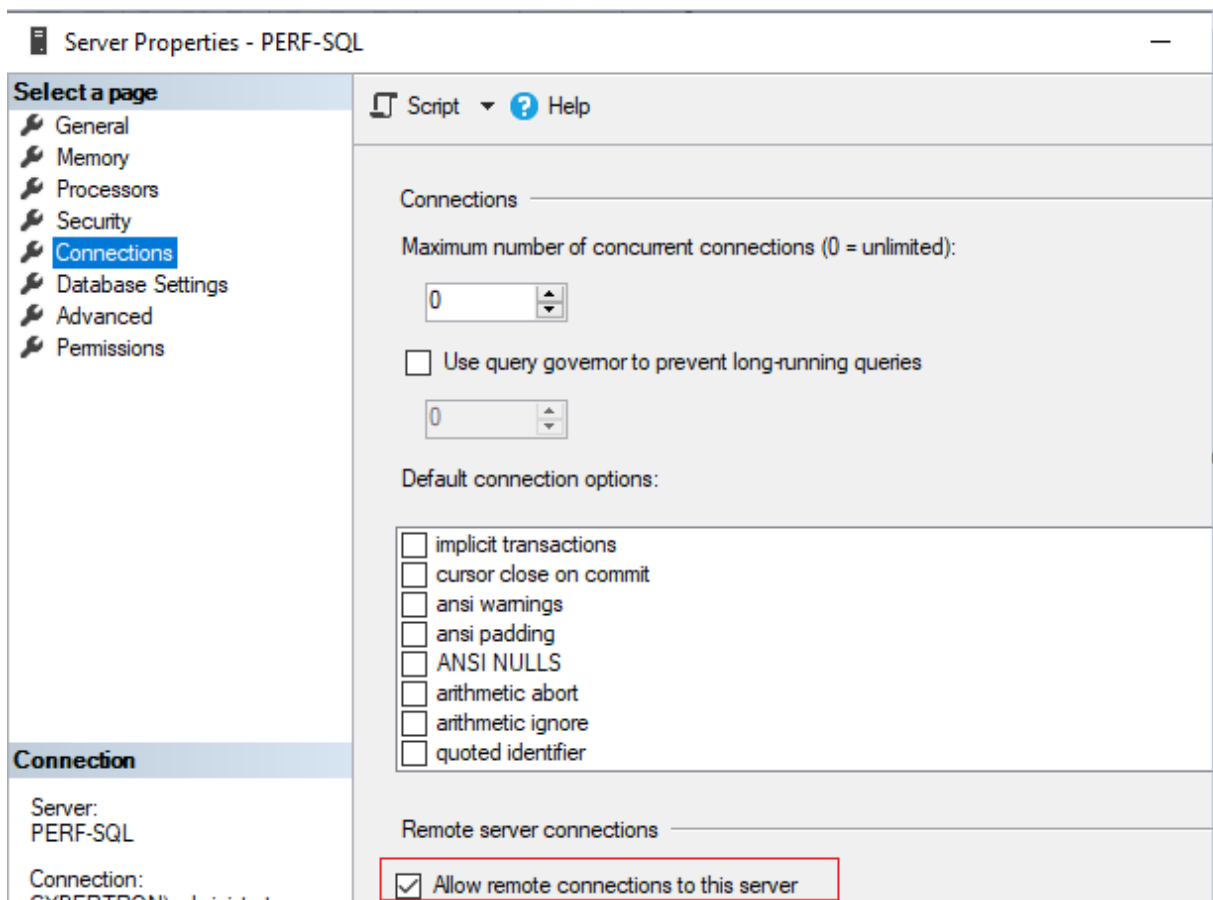 Server Properties - PERF-SQL
Select a page
General
Memory
Processors
Security
Connections
Database Settings
Advanced
Permissions
Connection
Server:
PERF-SQL
Connection:
Script
Help
Connections
Maximum number of concurrent connections (0 = unlimited):
0
Use query governor to prevent long-running queries
0
Default connection options:
implicit transactions
cursor close on commit
ansi warnings
ansi padding
ANSI NULLS
arithmetic abort
arithmetic ignore
quoted identifier
Remote server connections
Allow remote connections to this server